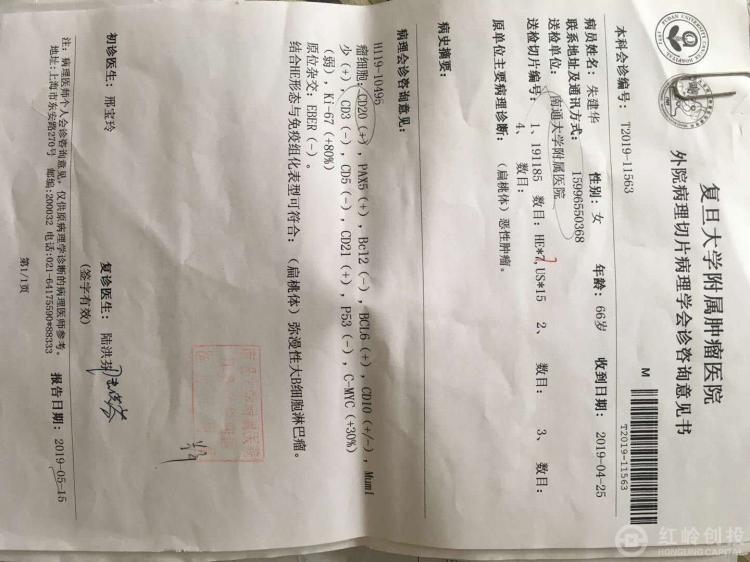 FUDAN UNIVERSITY
CANCER HOSPITAL
复旦大学附属肿瘤医院
外院病理切片病理学会诊咨询意见书
M
T2019-11563
本科会诊编号: T2019-11563 收到日期: 2019-04-25
病员姓名: 朱建华 性别: 女 年龄: 66岁
联系地址及通讯方式: 15996550368
送检单位: 南通大学附属医院
送检切片编号: 1、191185 数目: HE*7,US*15 2、 数目: 3、 数目:
4、 数目:
原单位主要病理诊断: (扁桃体) 恶性肿瘤。
病史摘要:
病理会诊咨询意见:
H119-10496
瘤细胞: CD20 (+), PAX5 (+), Bcl2 (-), BCL6 (+), CD10 (+/-), Mum1
少 (+), CD3 (-), CD5 (-), CD21 (+), P53 (-), C-MYC (+30%)
(弱), Ki-67 (+80%)
原位杂交: EBER (-)。
结合HE形态与免疫组化表型可符合: (扁桃体) 弥漫性大B细胞淋巴瘤。
初诊医生: 邢宝玲 复诊医生: 陆洪芬
(签字有效)
报告日期: 2019-05-15
注: 病理医师个人会诊咨询意见, 仅供原病理学诊断的病理医师参考。
地址:上海市东安路270号 邮编:200032 电话:021-64175590*88333
第1/1页
红岭创投
HONGLING CAPITAL